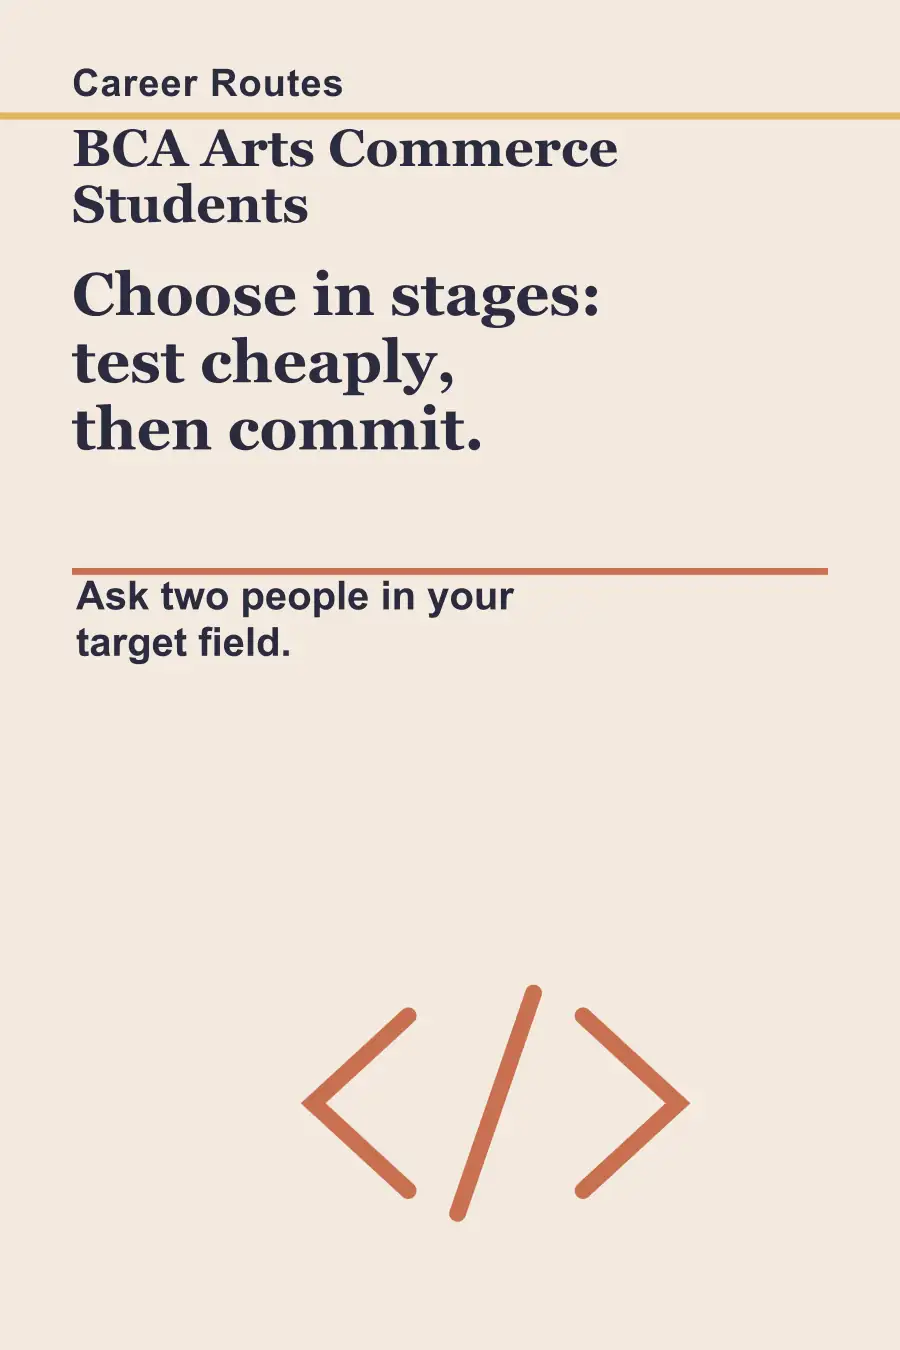 Career Routes
BCA Arts Commerce
Students
Choose in stages:
test cheaply,
then commit.
Ask two people in your
target field.